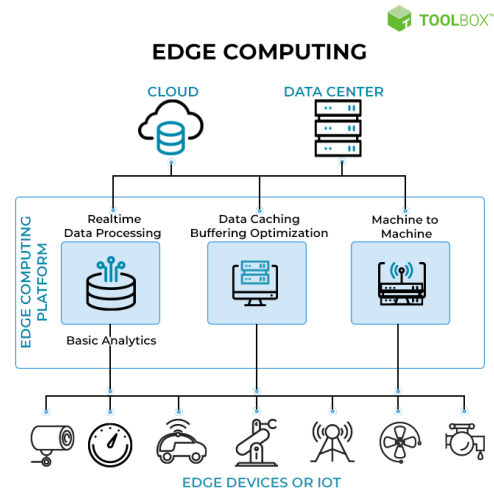 TOOLBOX™
EDGE COMPUTING
CLOUD
DATA CENTER
EDGE COMPUTING
PLATFORM
Realtime
Data Processing
Data Caching
Buffering Optimization
Machine to
Machine
Basic Analytics
EDGE DEVICES OR IOT